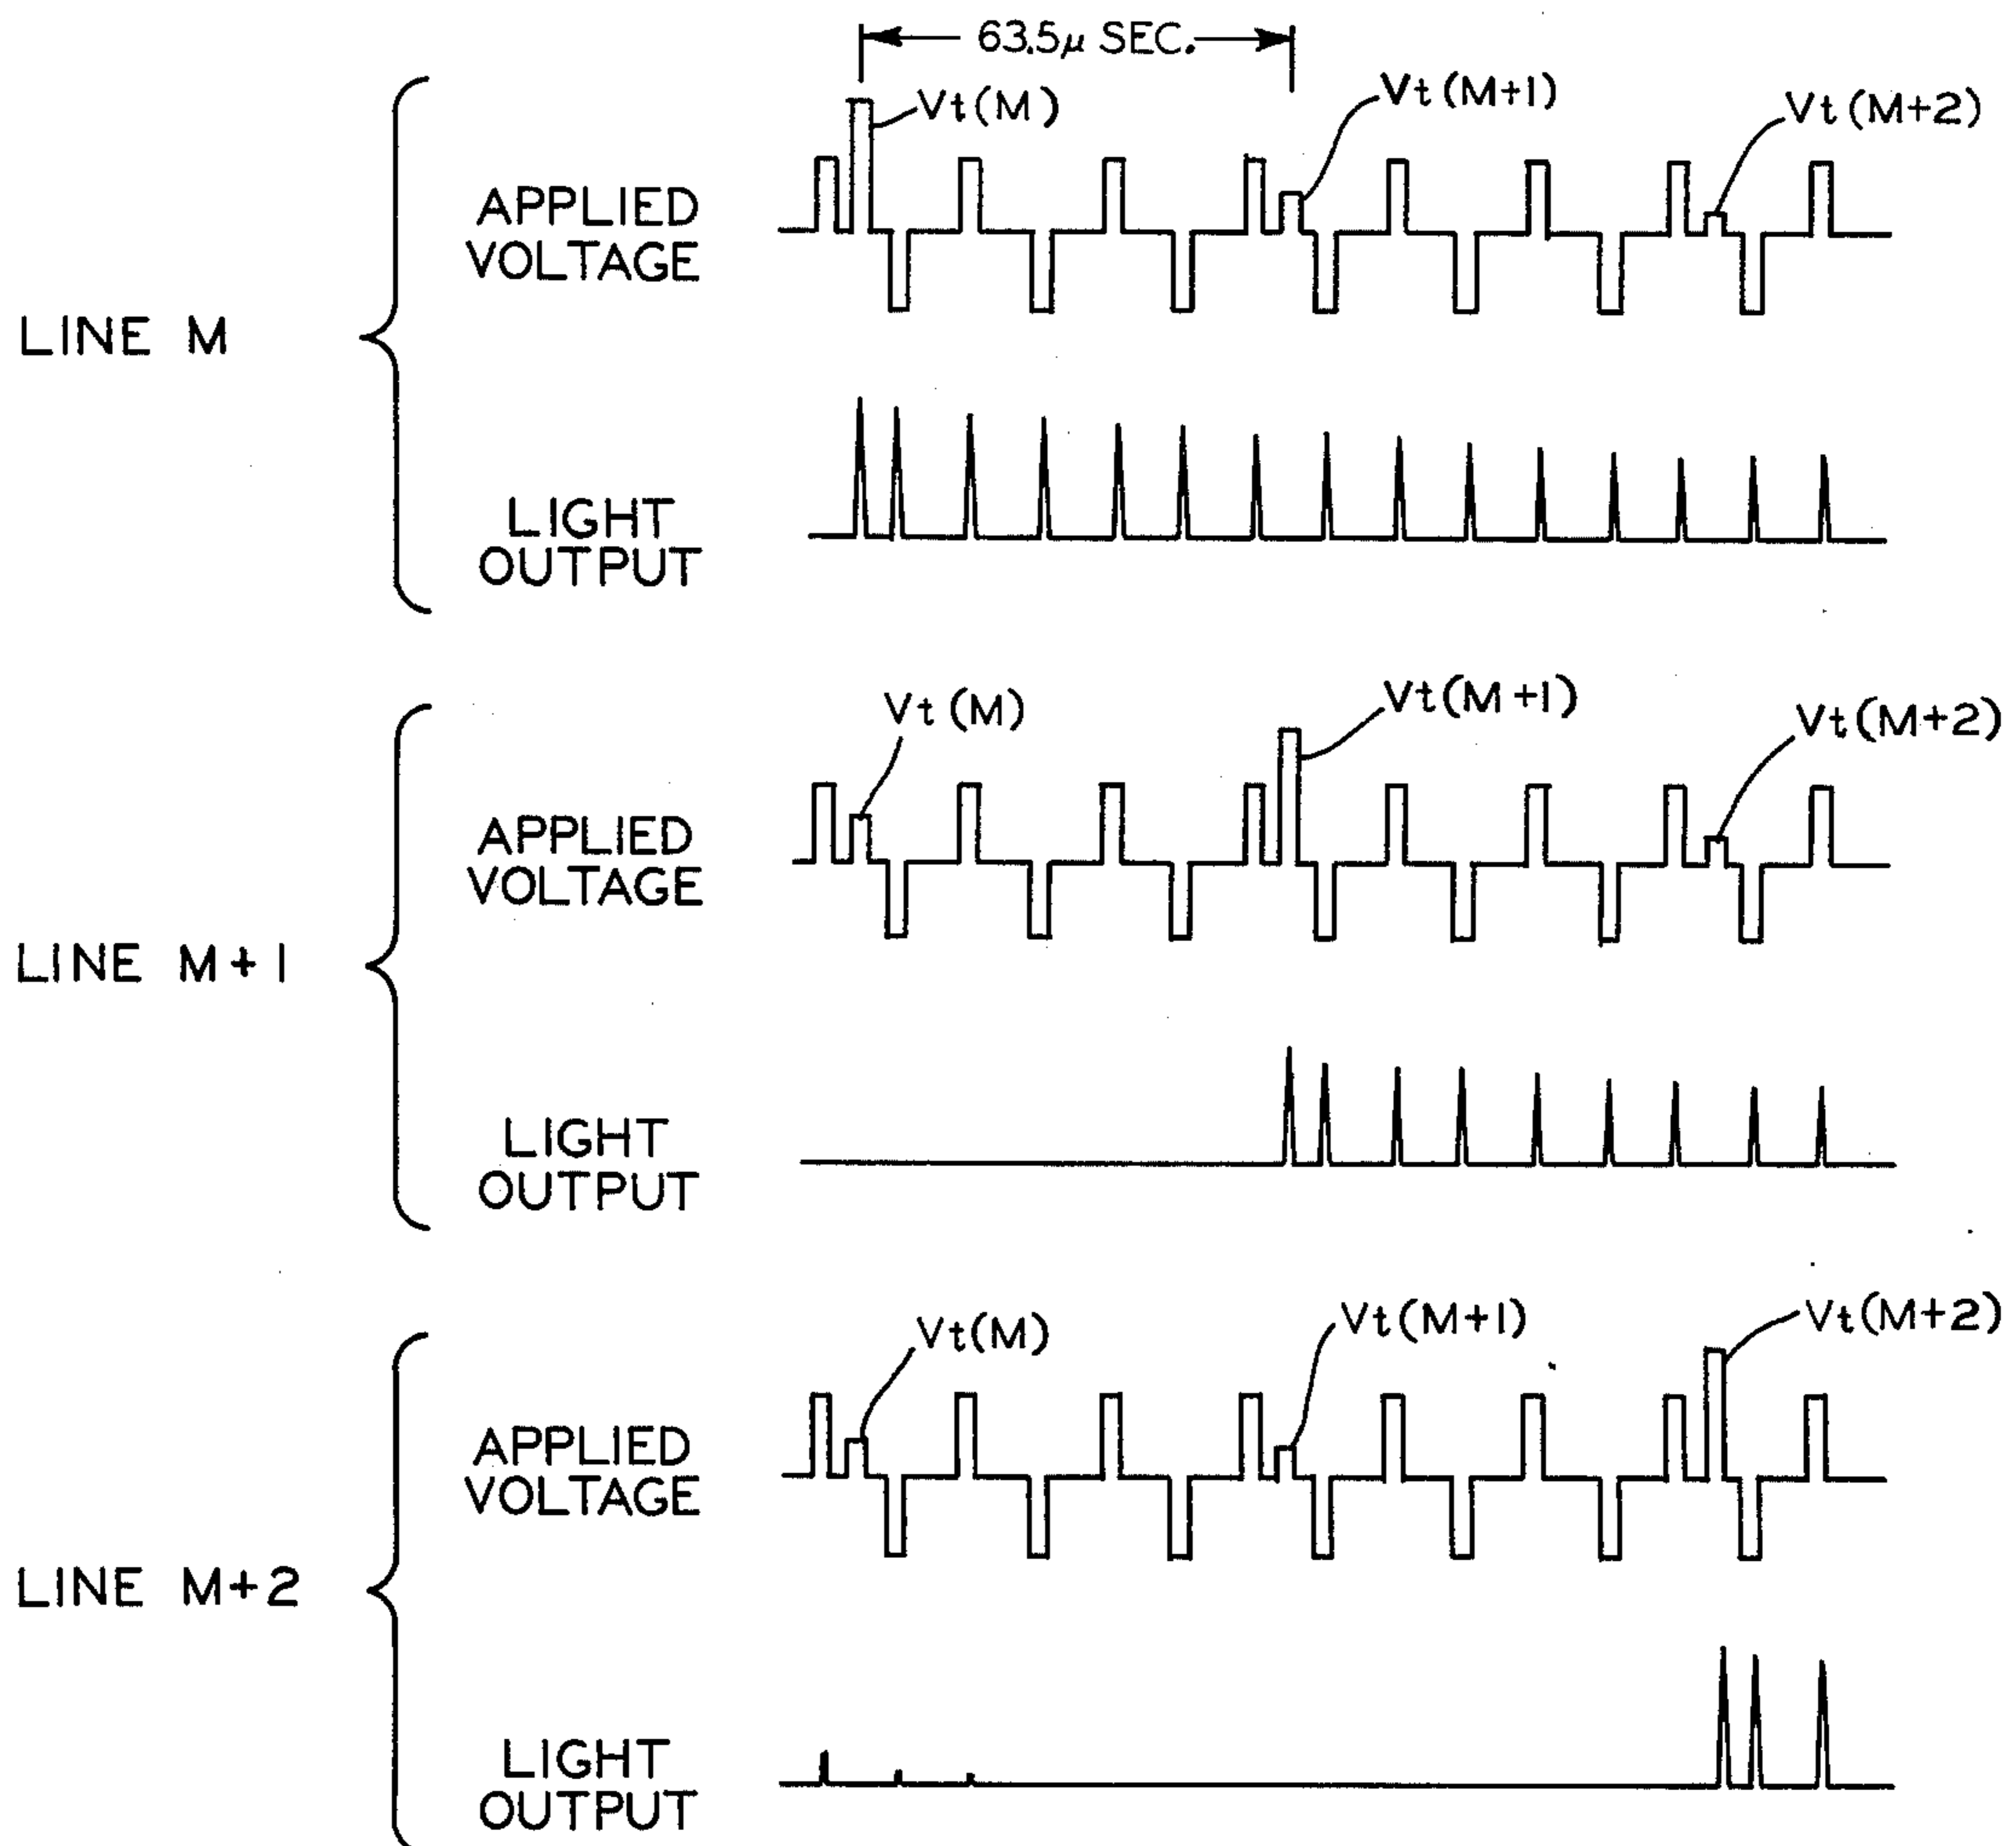 63.5μ SEC.
Vt(M)
Vt(M+1)
Vt(M+2)
APPLIED
VOLTAGE
LINE M
LIGHT
OUTPUT
Vt(M)
Vt(M+1)
Vt(M+2)
APPLIED
VOLTAGE
LINE M+1
LIGHT
OUTPUT
Vt(M)
Vt(M+1)
Vt(M+2)
APPLIED
VOLTAGE
LINE M+2
LIGHT
OUTPUT